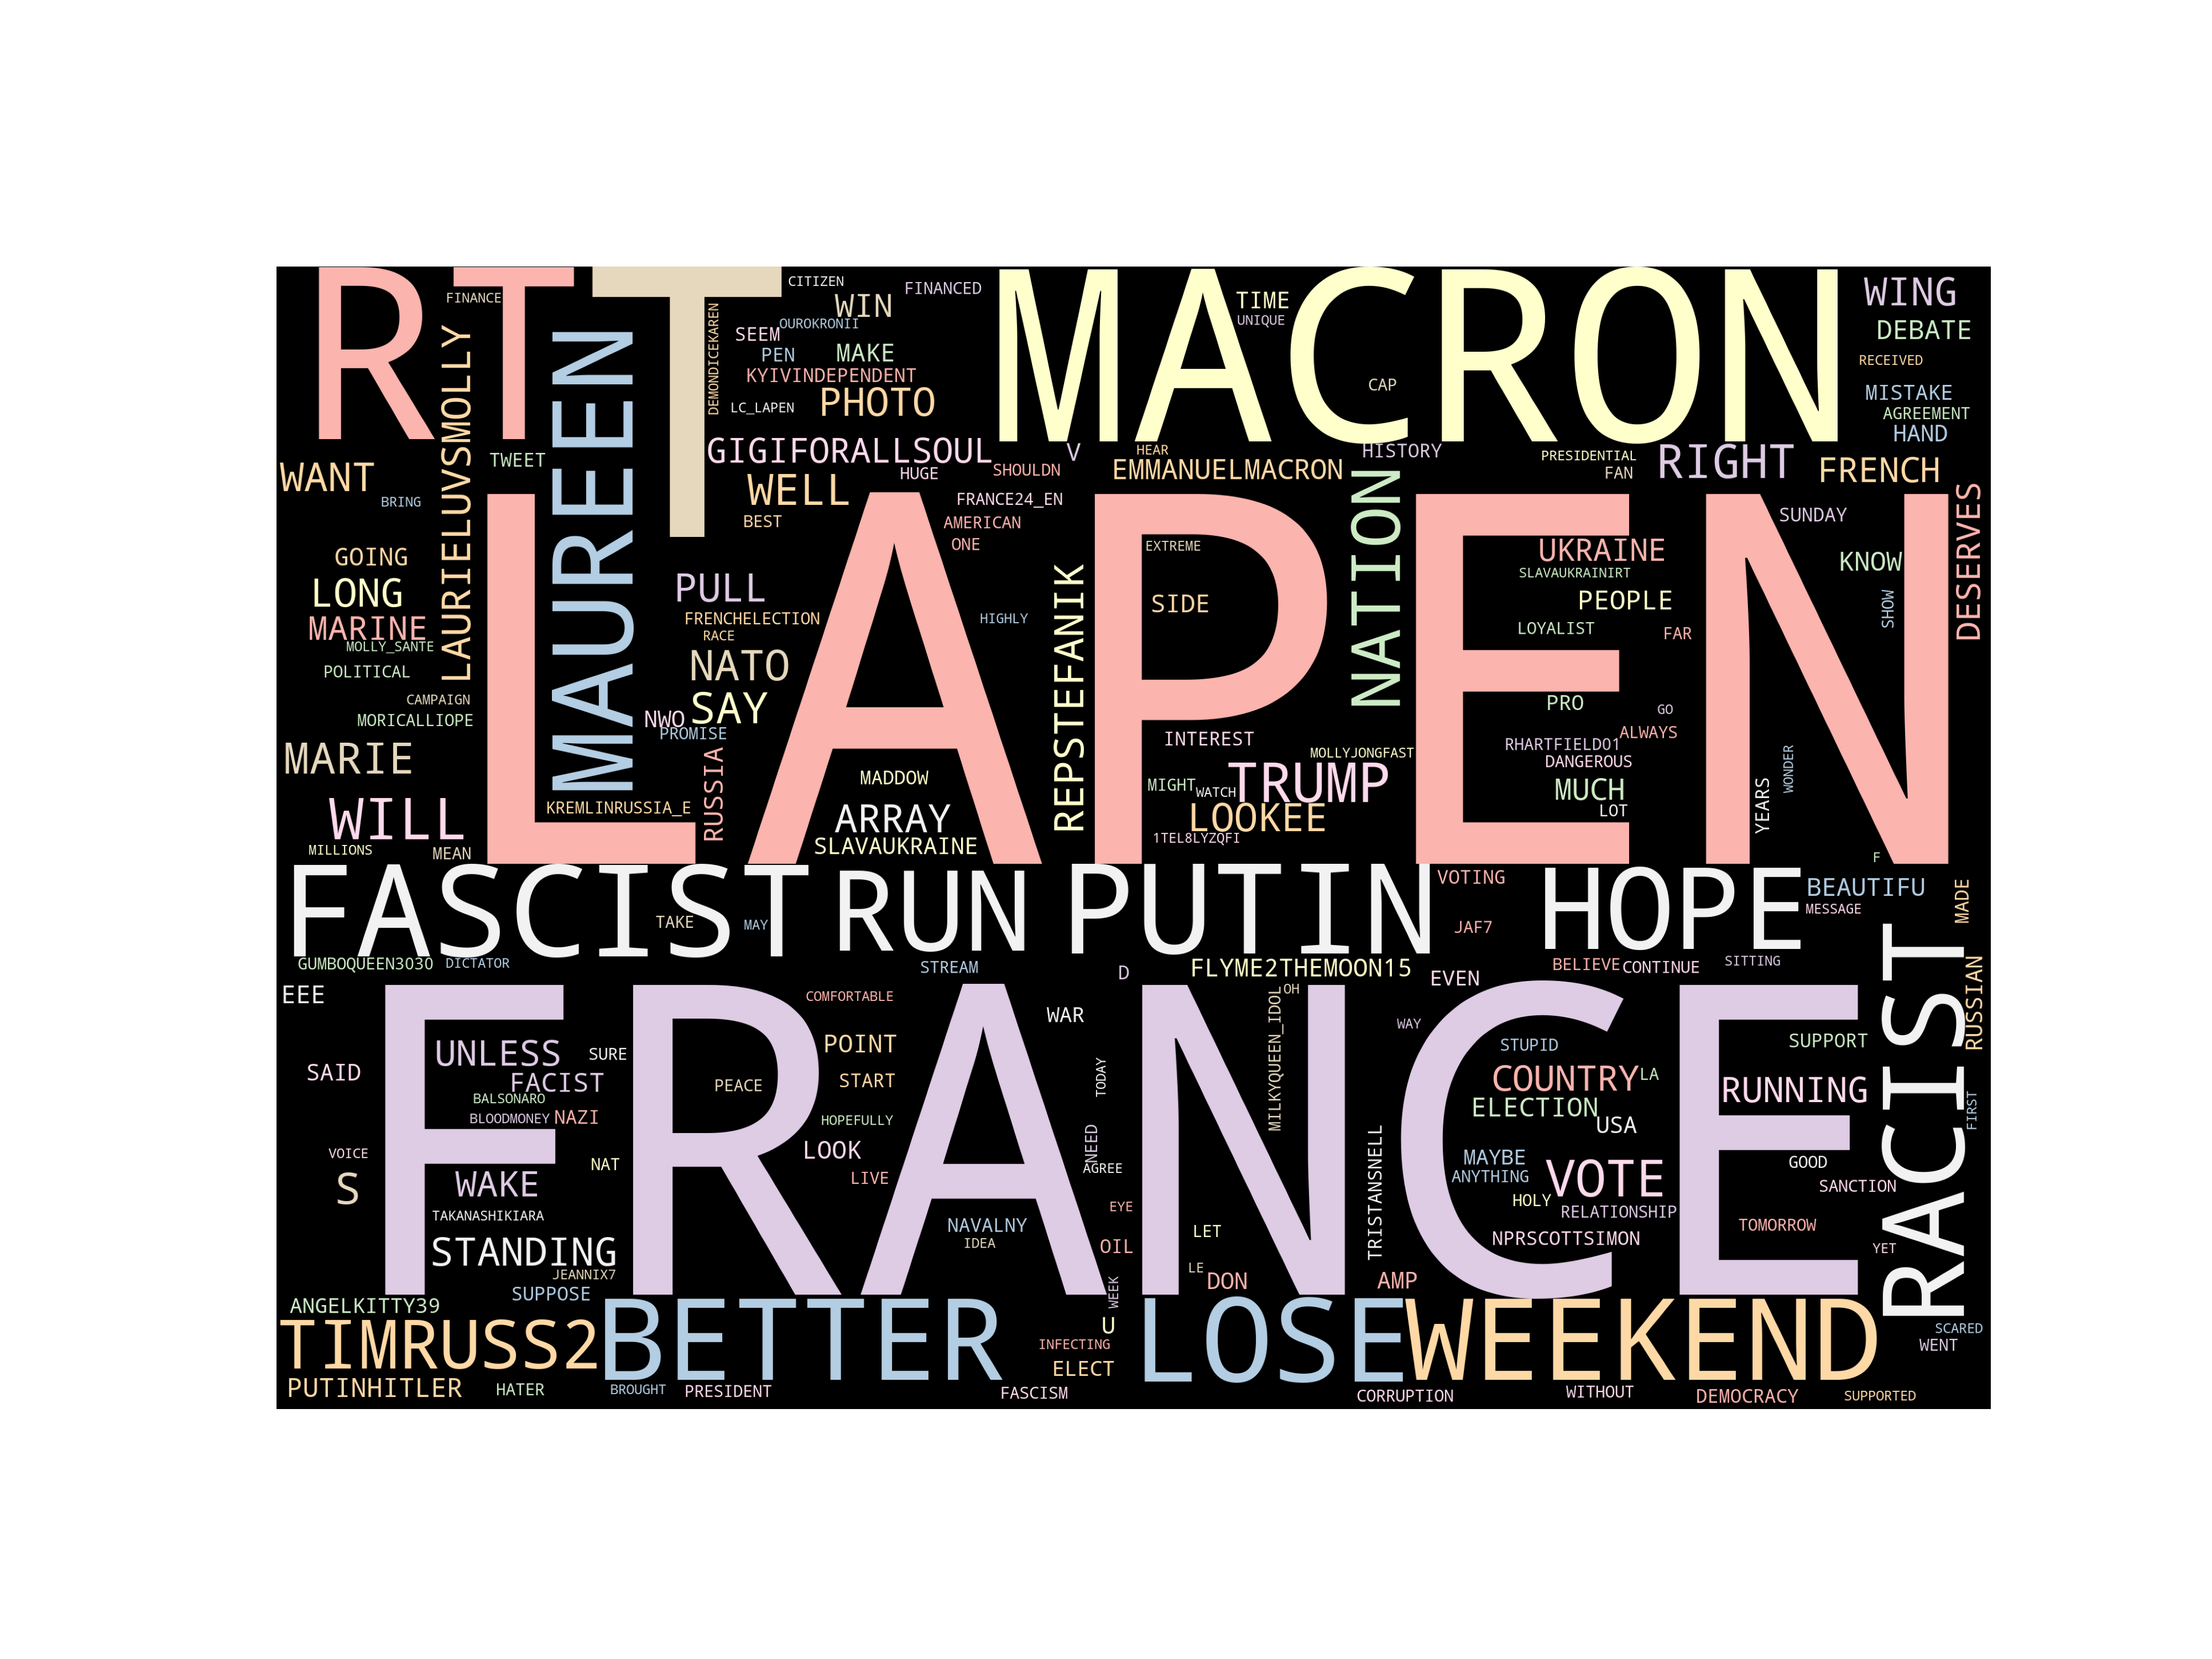 RT
T
MACRON
FINANCE
CITIZEN
FINANCED
WIN
OUROKRONII
SEEM
PEN
MAKE
KYIVINDEPENDENT
LC_LAPEN
PHOTO
DEMONDICEKAREN
TIME
UNIQUE
CAP
WING
DEBATE
RECEIVED
MISTAKE
AGREEMENT
HAND
LAURIELUVSMOLLY
MAUREEN
TWEET
WANT
BRING
GIGIFORALLSOUL
HUGE
SHOULDN
V
HEAR
EMMANUELMACRON
HISTORY
PRESIDENTIAL
FAN
RIGHT
FRENCH
WELL
BEST
FRANCE24_EN
AMERICAN
ONE
NATION
SUNDAY
DESERVES
LAPEN
EXTREME
SIDE
UKRAINE
SLAVAUKRAINIRT
KNOW
PEOPLE
SHOW
LOYALIST
FAR
GOING
LONG
MARINE
MOLLY_SANTE
POLITICAL
CAMPAIGN
MORICALLIOPE
PULL
FRENCHELECTION
RACE
HIGHLY
NATO
SAY
NWO
PROMISE
REPSTEFANIK
PRO
GO
ALWAYS
RHARTFIELD01
DANGEROUS
INTEREST
MOLLYJONGFAST
MIGHT
WATCH
TRUMP
LOOKEE
1TEL8LYZQFI
MUCH
LOT
YEARS
WONDER
MARIE
WILL
MILLIONS
MEAN
KREMLINRUSSIA_E
RUSSIA
MADDOW
ARRAY
SLAVAUKRAINE
F
FASCIST
RUN
PUTIN
HOPE
VOTING
JAF7
BEAUTIFU
MESSAGE
MADE
TAKE
MAY
GUMBOQUEEN3030
DICTATOR
STREAM
D
FLYME2THEMOON15
EVEN
BELIEVE
CONTINUE
SITTING
RACIST
RUSSIAN
EEE
COMFORTABLE
WAR
OH
MILKYQUEEN_IDOL
WAY
FRANCE
SAID
UNLESS
SURE
FACIST
BALSONARO
BLOODMONEY
NAZI
PEACE
POINT
START
HOPEFULLY
LOOK
LIVE
TODAY
NEED
AGREE
EYE
STUPID
COUNTRY
LA
ELECTION
USA
SUPPORT
RUNNING
FIRST
VOICE
S
NAT
WAKE
TAKANASHIKIARA
STANDING
JEANNIX7
SUPPOSE
NAVALNY
IDEA
OIL
WEEK
LET
LE
DON
TRISTANSNELL
AMP
MAYBE
ANYTHING
VOTE
HOLY
RELATIONSHIP
NPRSCOTTSIMON
GOOD
SANCTION
TOMORROW
YET
ANGELKITTY39
TIMRUSS2
BETTER
U
INFECTING
ELECT
LOSE
WEEKEND
SCARED
WENT
PUTINHITLER
HATER
BROUGHT
PRESIDENT
FASCISM
CORRUPTION
WITHOUT
DEMOCRACY
SUPPORTED